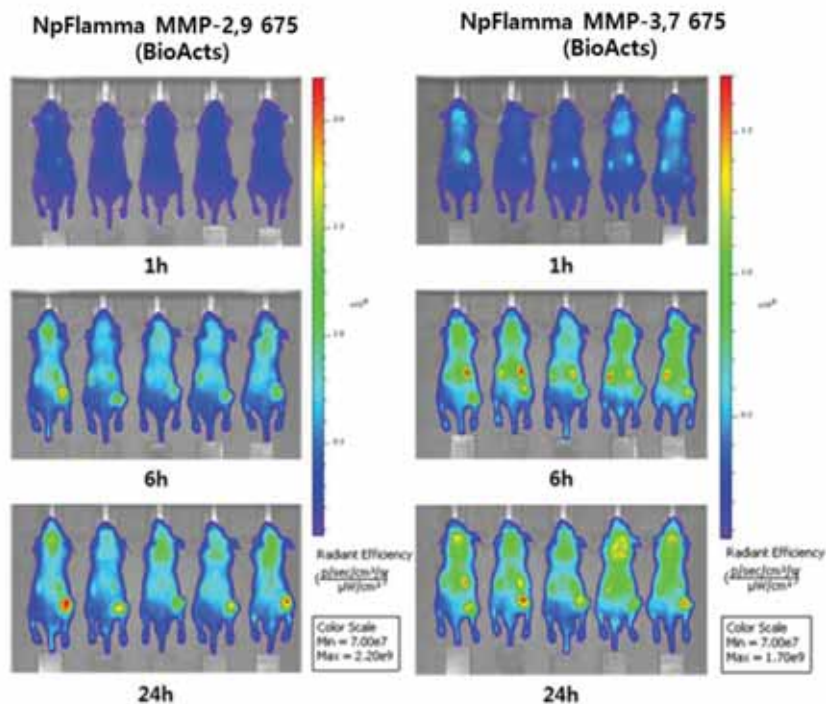 NpFlamma MMP-2,9 675
(BioActs)
1h
6h
24h
Radiant Efficiency
Color Scale
Min = 7.00e7
Max = 2.20e9
NpFlamma MMP-3,7 675
(BioActs)
1h
6h
24h
Radiant Efficiency
Color Scale
Min = 7.00e7
Max = 1.70e9